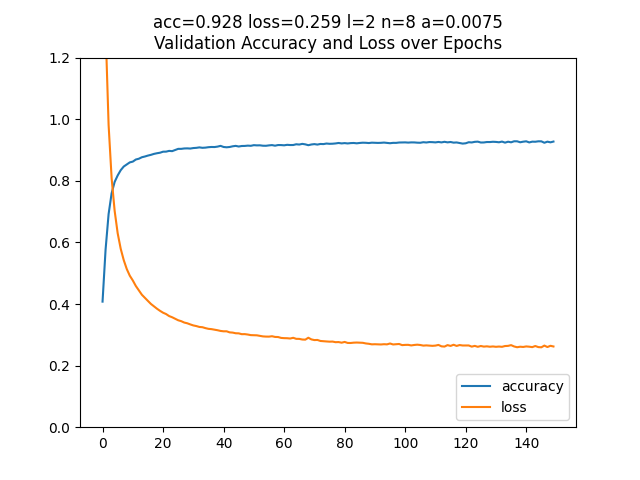 acc=0.928 loss=0.259 l=2 n=8 a=0.0075
Validation Accuracy and Loss over Epochs
1.2
1.0
0.8
0.6
0.4
0.2
0.0
0 20 40 60 80 100 120 140
accuracy
loss